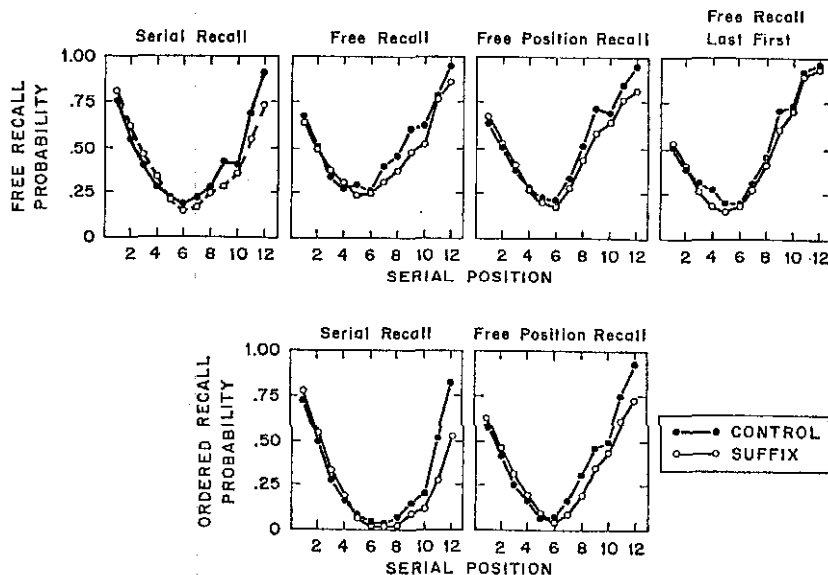 Serial Recall Free Recall Free Position Recall Free Recall Last First
1.00
.75
.50
.25
0
FREE RECALL PROBABILITY
2 4 6 8 10 12 2 4 6 8 10 12 2 4 6 8 10 12 2 4 6 8 10 12
SERIAL POSITION
Serial Recall Free Position Recall
1.00
.75
.50
.25
0
ORDERED RECALL PROBABILITY
CONTROL
SUFFIX
2 4 6 8 10 12 2 4 6 8 10 12
SERIAL POSITION